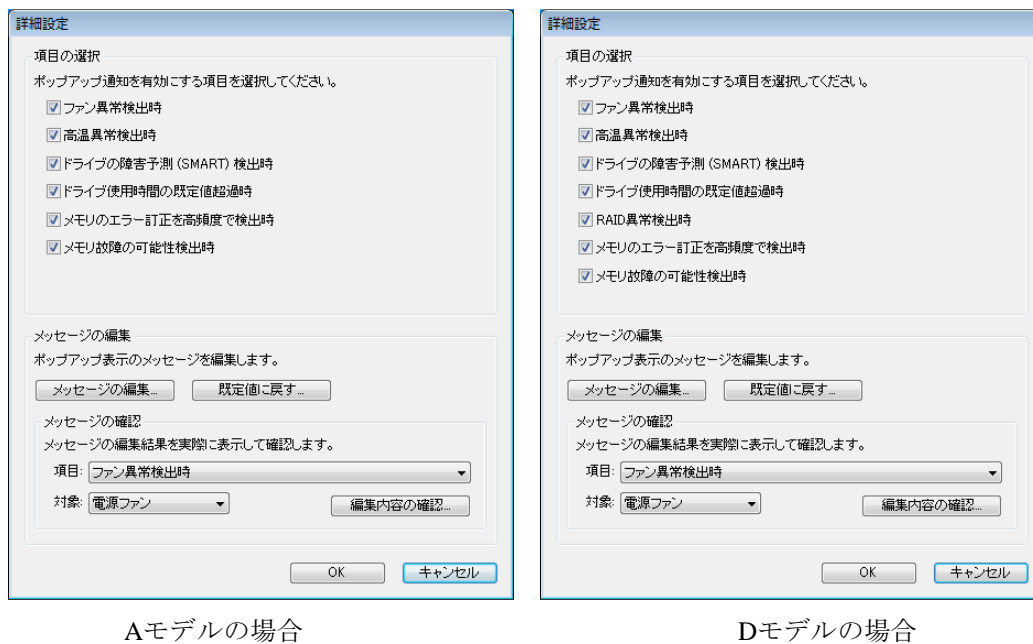 詳細設定
項目の選択
ポップアップ通知を有効にする項目を選択してください。
ファン異常検出時
高温異常検出時
ドライブの障害予測 (SMART) 検出時
ドライブ使用時間の既定値超過時
メモリのエラー訂正を高頻度で検出時
メモリ故障の可能性検出時
メッセージの編集
ポップアップ表示のメッセージを編集します。
メッセージの編集... 既定値に戻す...
メッセージの確認
メッセージの編集結果を実際に表示して確認します。
項目: ファン異常検出時
対象: 電源ファン 編集内容の確認...
OK キャンセル
Aモデルの場合
詳細設定
項目の選択
ポップアップ通知を有効にする項目を選択してください。
ファン異常検出時
高温異常検出時
ドライブの障害予測 (SMART) 検出時
ドライブ使用時間の既定値超過時
RAID異常検出時
メモリのエラー訂正を高頻度で検出時
メモリ故障の可能性検出時
メッセージの編集
ポップアップ表示のメッセージを編集します。
メッセージの編集... 既定値に戻す...
メッセージの確認
メッセージの編集結果を実際に表示して確認します。
項目: ファン異常検出時
対象: 電源ファン 編集内容の確認...
OK キャンセル
Dモデルの場合